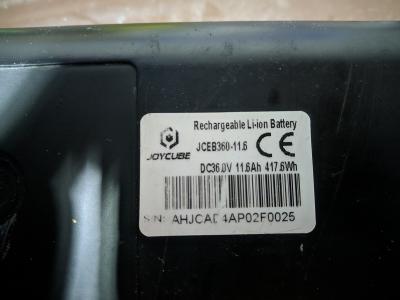 Rechargeable Li-ion Battery
JCEB360-11.6 CE
JOYCUBE
DC36.0V 11.6Ah 417.6Wh
S/N: AHJCAD4AP02F0025